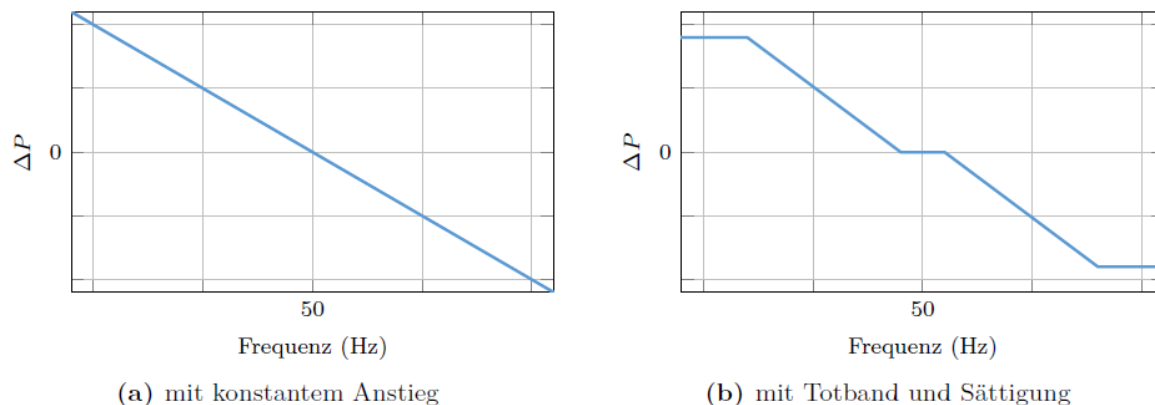 ΔP
0
50
Frequenz (Hz)
(a) mit konstantem Anstieg
ΔP
0
50
Frequenz (Hz)
(b) mit Totband und Sättigung